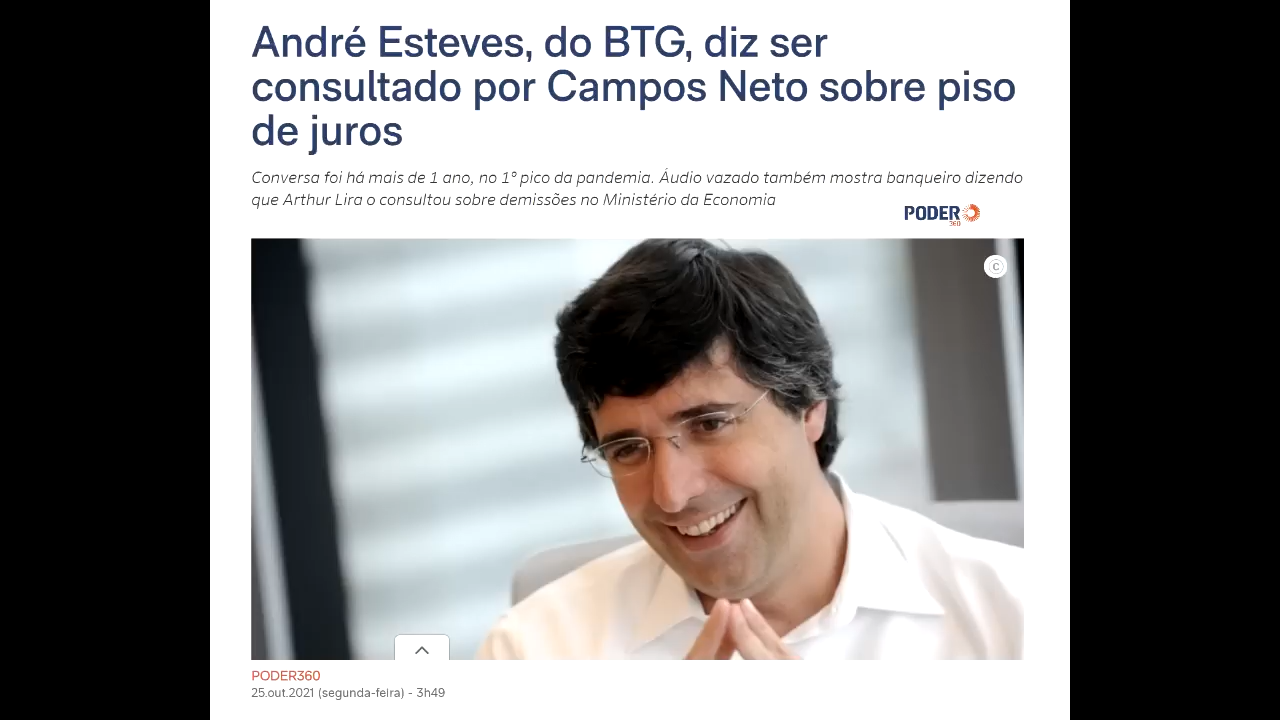 André Esteves, do BTG, diz ser
consultado por Campos Neto sobre piso
de juros
Conversa foi há mais de 1 ano, no 1º pico da pandemia. Áudio vazado também mostra banqueiro dizendo
que Arthur Lira o consultou sobre demissões no Ministério da Economia
PODER
360
C
PODER360
25.out.2021 (segunda-feira) - 3h49